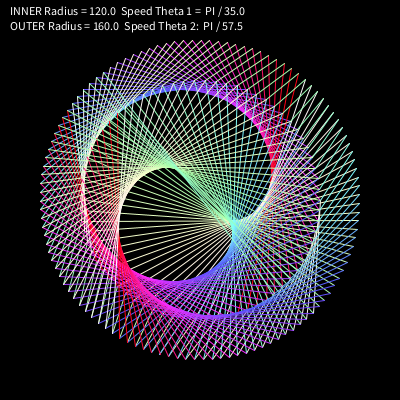 INNER Radius = 120.0  Speed Theta 1 =  PI / 35.0
OUTER Radius = 160.0  Speed Theta 2:  PI / 57.5